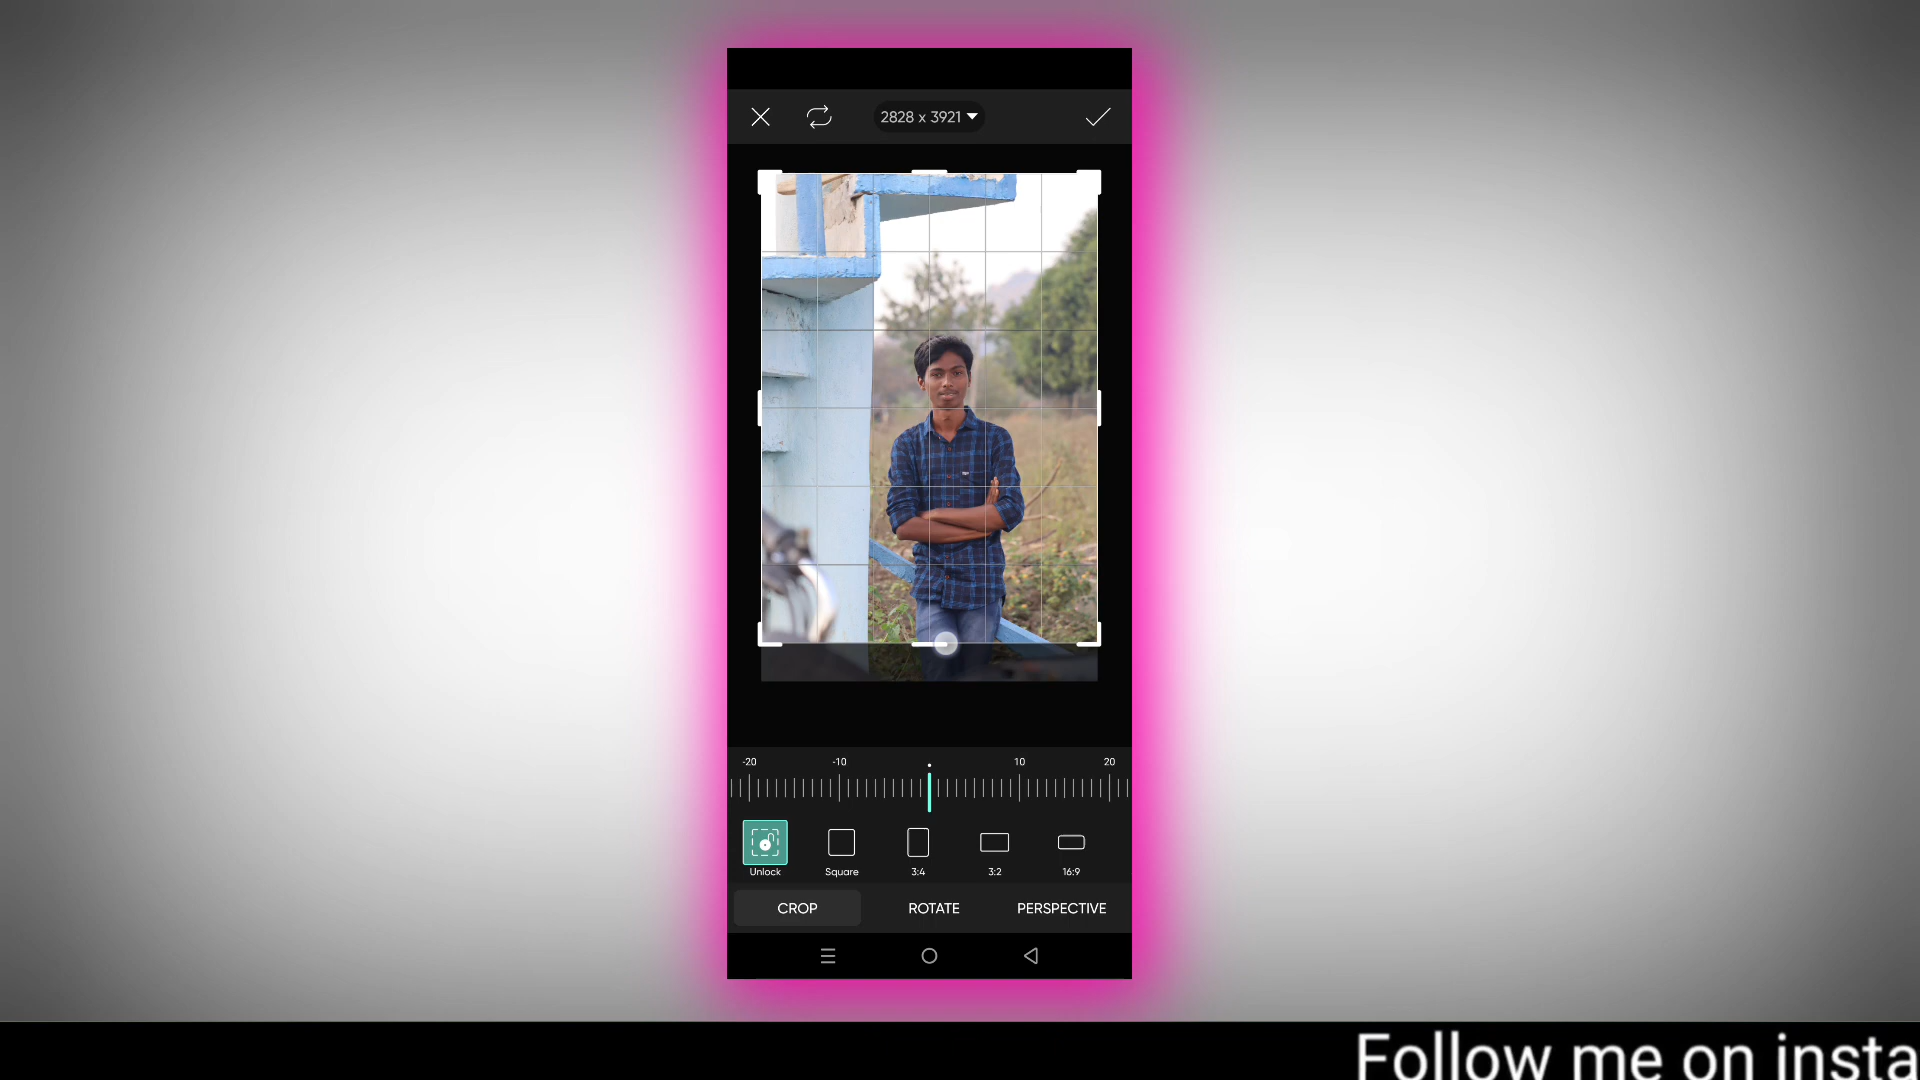 2828 x 3921
-20 -10 10 20
Unlock Square 3:4 3:2 16:9
CROP ROTATE PERSPECTIVE
Follow me on insta